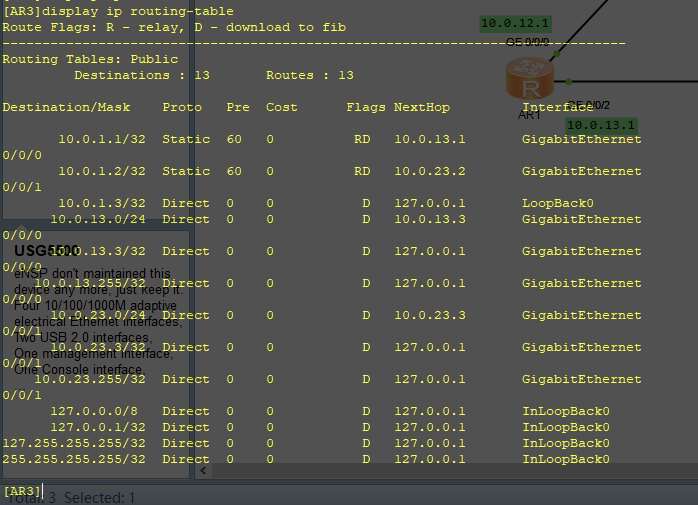 [AR3]display ip routing-table
Route Flags: R - relay, D - download to fib
------------------------------------------------------------------------------
Routing Tables: Public
Destinations : 13       Routes : 13
Destination/Mask    Proto   Pre  Cost      Flags NextHop         Interface
10.0.1.1/32  Static  60   0          RD   10.0.13.1       GigabitEthernet
0/0/0
10.0.1.2/32  Static  60   0          RD   10.0.23.2       GigabitEthernet
0/0/1
10.0.1.3/32  Direct  0    0           D   127.0.0.1       LoopBack0
10.0.13.0/24  Direct  0    0           D   10.0.13.3       GigabitEthernet
0/0/0
10.0.13.3/32  Direct  0    0           D   127.0.0.1       GigabitEthernet
0/0/0
10.0.13.255/32  Direct  0    0           D   127.0.0.1       GigabitEthernet
0/0/0
10.0.23.0/24  Direct  0    0           D   10.0.23.3       GigabitEthernet
0/0/1
10.0.23.3/32  Direct  0    0           D   127.0.0.1       GigabitEthernet
0/0/1
10.0.23.255/32  Direct  0    0           D   127.0.0.1       GigabitEthernet
0/0/1
127.0.0.0/8   Direct  0    0           D   127.0.0.1       InLoopBack0
127.0.0.1/32  Direct  0    0           D   127.0.0.1       InLoopBack0
127.255.255.255/32  Direct  0    0           D   127.0.0.1       InLoopBack0
255.255.255.255/32  Direct  0    0           D   127.0.0.1       InLoopBack0
[AR3]
10.0.12.1
GE 0/0/0
R
AR1
GE 0/0/2
10.0.13.1
USG5500
eNSP don't maintained this
device any more, just keep it.
Four 10/100/1000M adaptive
electrical Ethernet interfaces,
Two USB 2.0 interfaces,
One management interface,
One Console interface,
Total: 3  Selected: 1